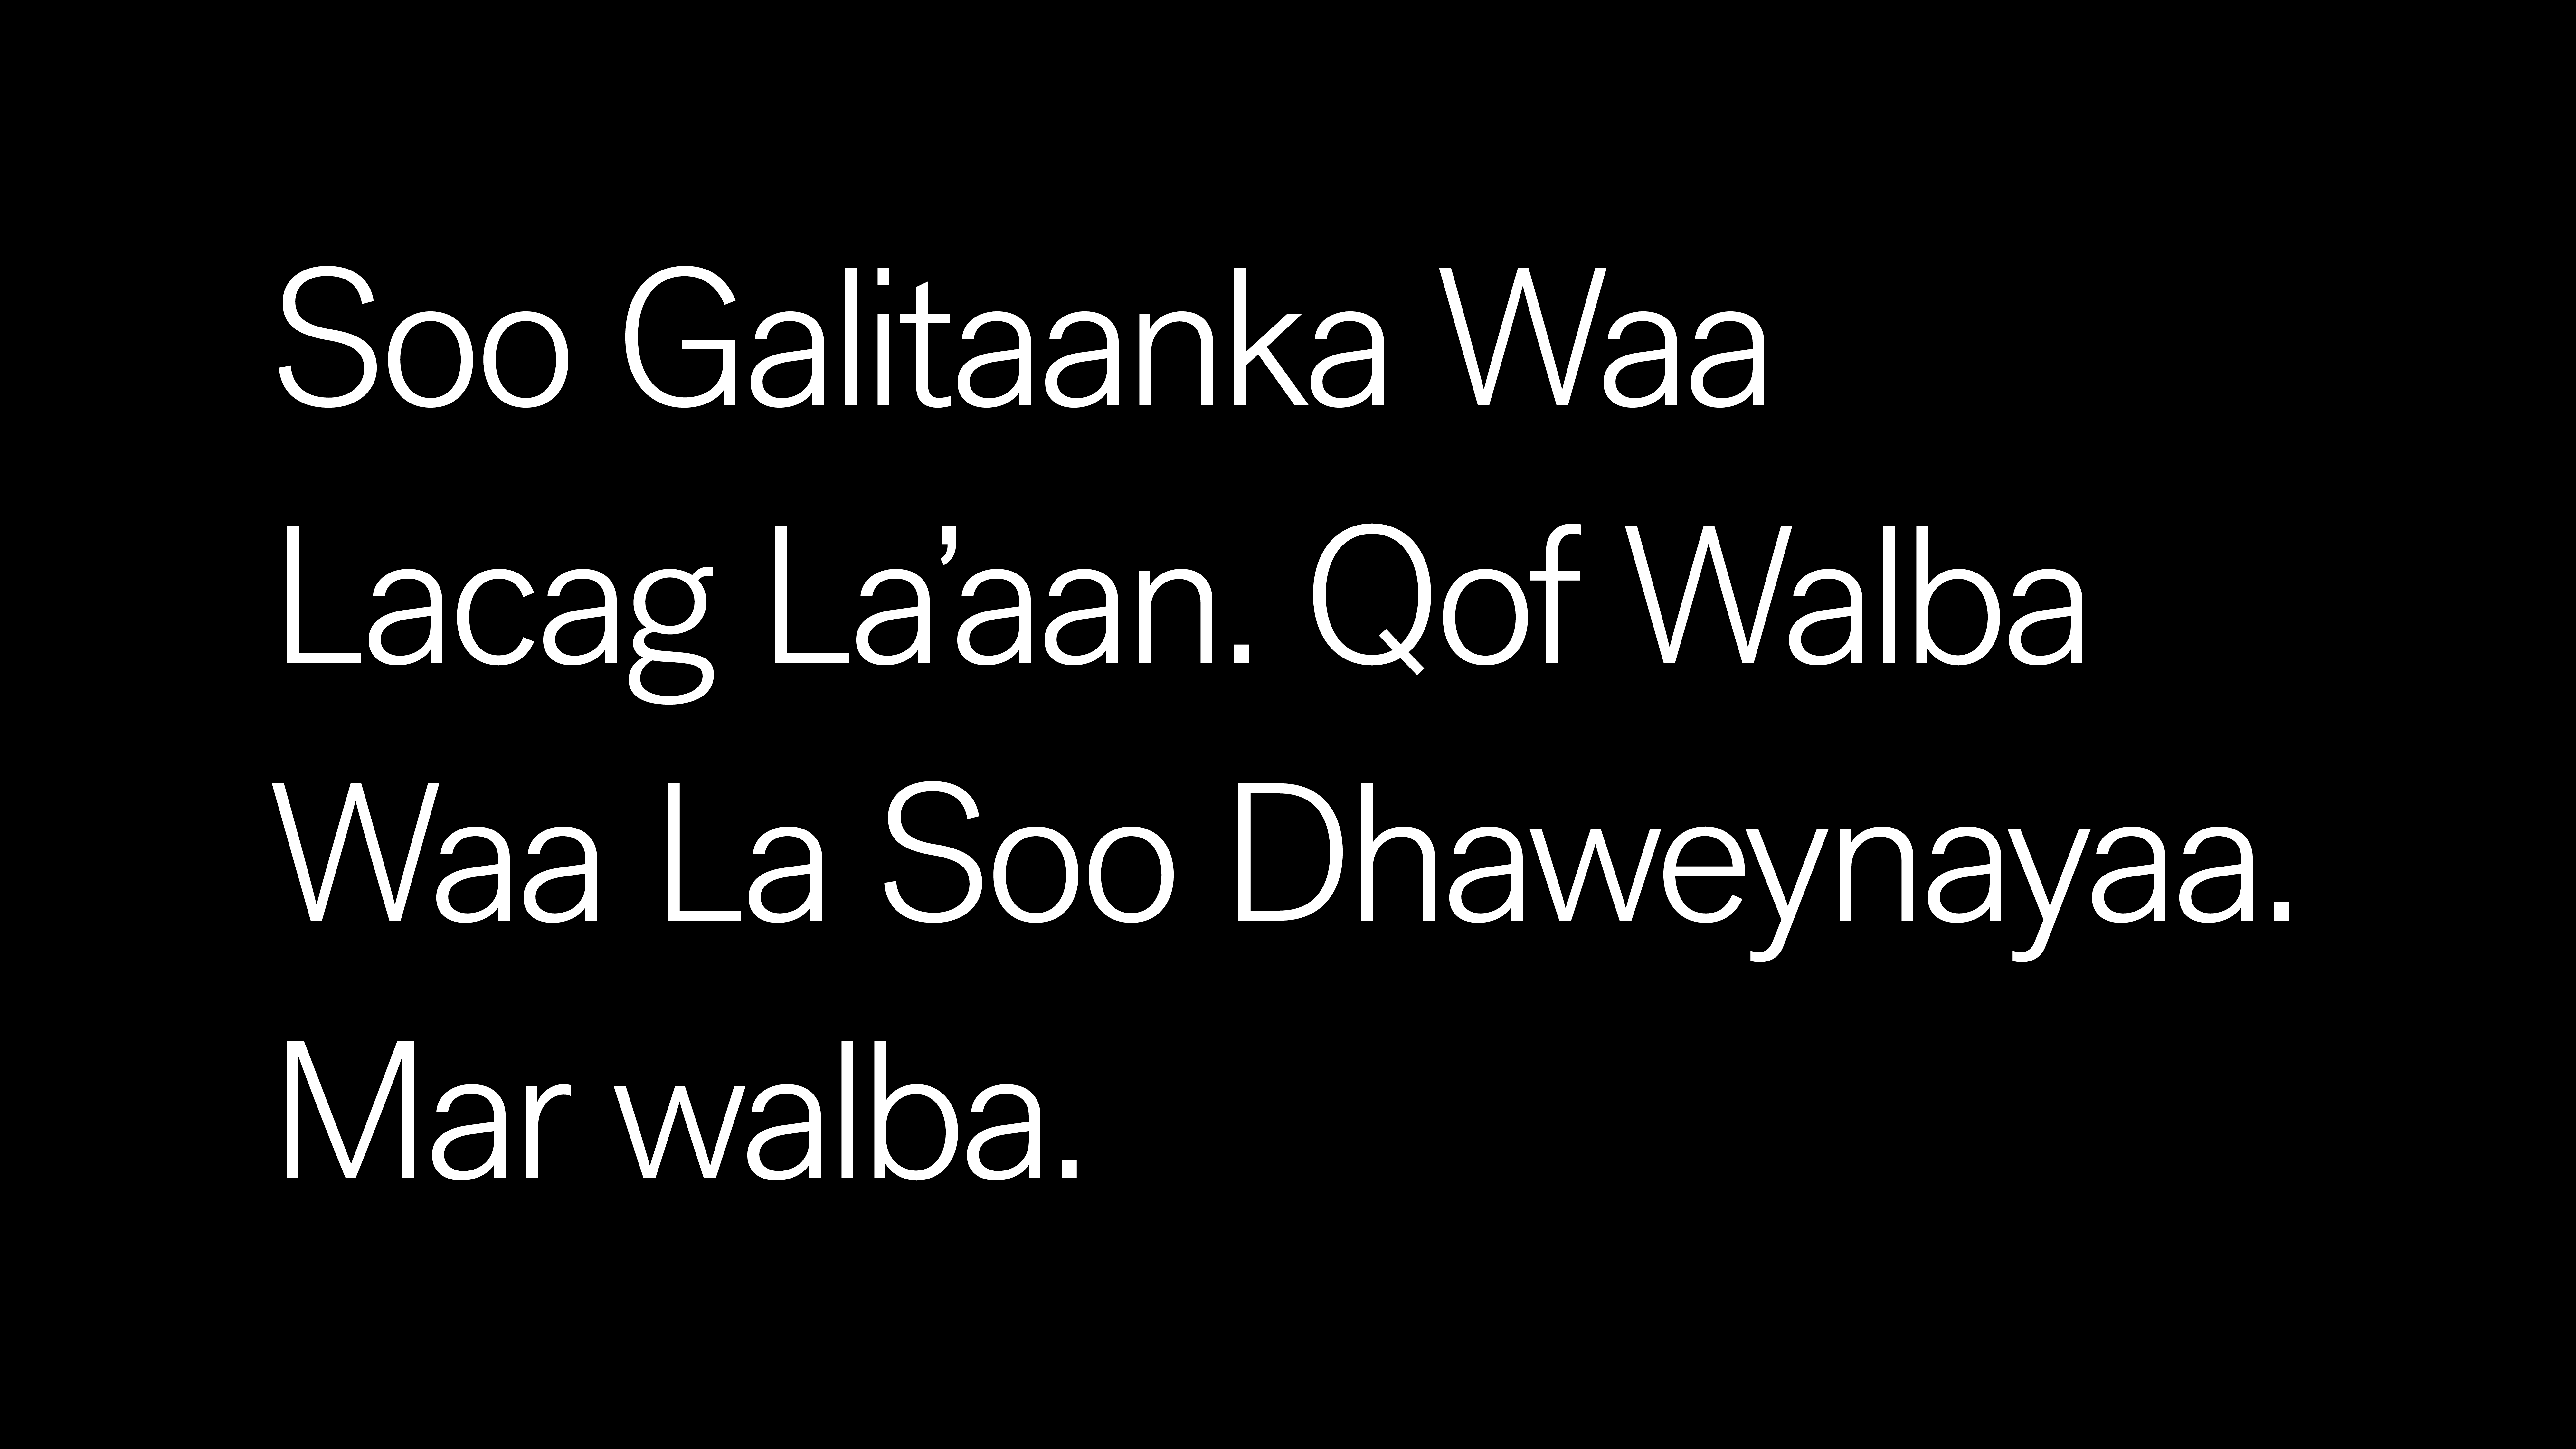 Soo Galitaanka Waa
Lacag La’aan. Qof Walba
Waa La Soo Dhaweynayaa.
Mar walba.